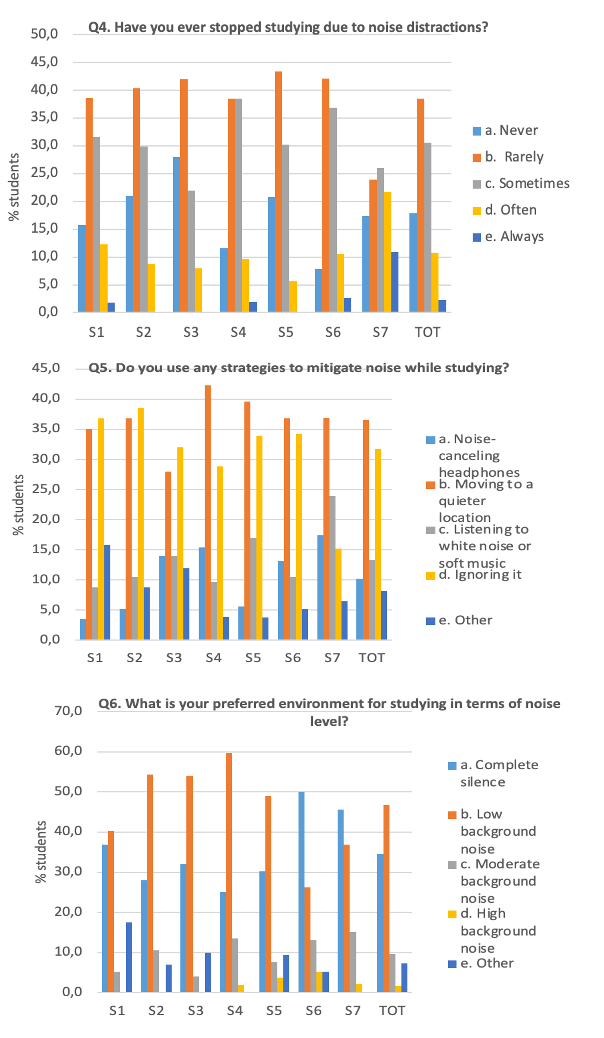 Q4. Have you ever stopped studying due to noise distractions?
50,0
45,0
40,0
35,0
30,0
25,0
20,0
15,0
10,0
5,0
0,0
% students
S1 S2 S3 S4 S5 S6 S7 TOT
a. Never
b. Rarely
c. Sometimes
d. Often
e. Always
Q5. Do you use any strategies to mitigate noise while studying?
45,0
40,0
35,0
30,0
25,0
20,0
15,0
10,0
5,0
0,0
% students
S1 S2 S3 S4 S5 S6 S7 TOT
a. Noise-
canceling
headphones
b. Moving to a
quieter
location
c. Listening to
white noise or
soft music
d. Ignoring it
e. Other
Q6. What is your preferred environment for studying in terms of noise
level?
70,0
60,0
50,0
40,0
30,0
20,0
10,0
0,0
% students
S1 S2 S3 S4 S5 S6 S7 TOT
a. Complete
silence
b. Low
background
noise
c. Moderate
background
noise
d. High
background
noise
e. Other